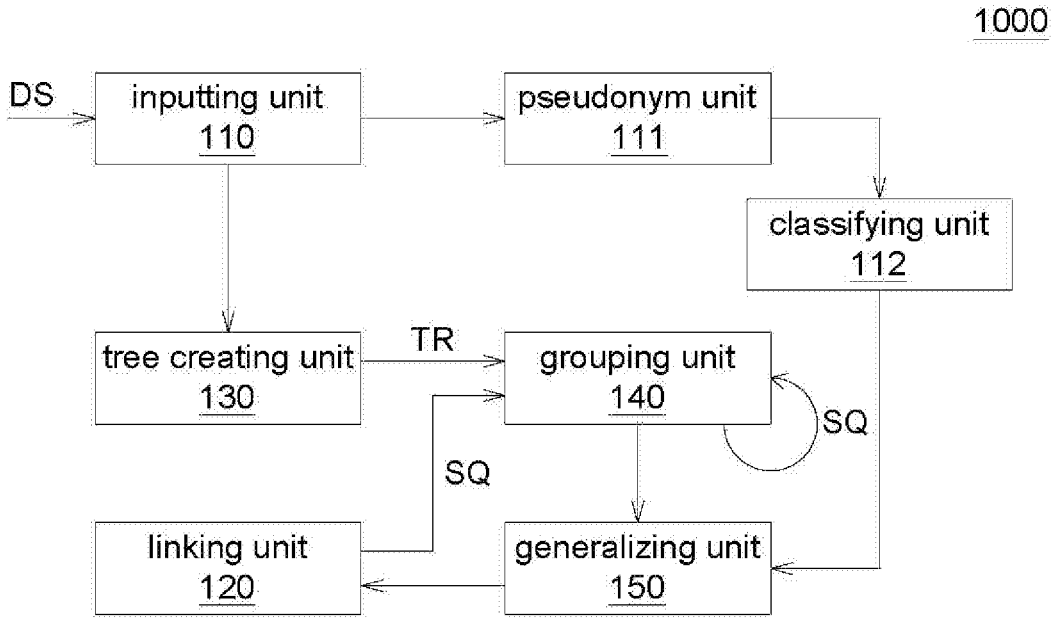 1000
DS
inputting unit
110
pseudonym unit
111
classifying unit
112
tree creating unit
130
TR
grouping unit
140
SQ
SQ
linking unit
120
generalizing unit
150